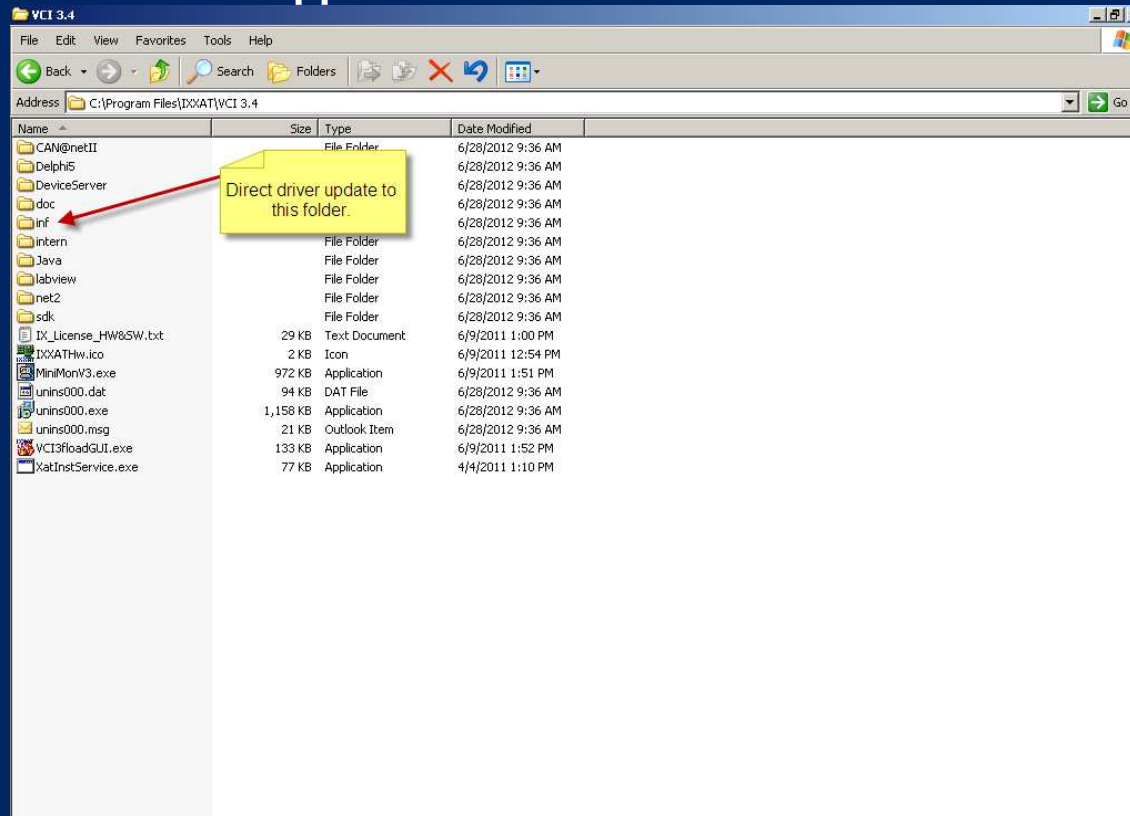 VCI 3.4
File Edit View Favorites Tools Help
Back Search Folders
Address C:\Program Files\IXXAT\VCI 3.4 Go
Name Size Type Date Modified
CAN@netII File Folder 6/28/2012 9:36 AM
Delphi5 6/28/2012 9:36 AM
DeviceServer 6/28/2012 9:36 AM
doc 6/28/2012 9:36 AM
inf 6/28/2012 9:36 AM
Direct driver update to
this folder.
intern File Folder 6/28/2012 9:36 AM
Java File Folder 6/28/2012 9:36 AM
labview File Folder 6/28/2012 9:36 AM
net2 File Folder 6/28/2012 9:36 AM
sdk File Folder 6/28/2012 9:36 AM
IX_License_HW&SW.txt 29 KB Text Document 6/9/2011 1:00 PM
IXXATHw.ico 2 KB Icon 6/9/2011 12:54 PM
MiniMonV3.exe 972 KB Application 6/9/2011 1:51 PM
unins000.dat 94 KB DAT File 6/28/2012 9:36 AM
unins000.exe 1,158 KB Application 6/28/2012 9:36 AM
unins000.msg 21 KB Outlook Item 6/28/2012 9:36 AM
VCI3floadGUI.exe 133 KB Application 6/9/2011 1:52 PM
XatInstService.exe 77 KB Application 4/4/2011 1:10 PM